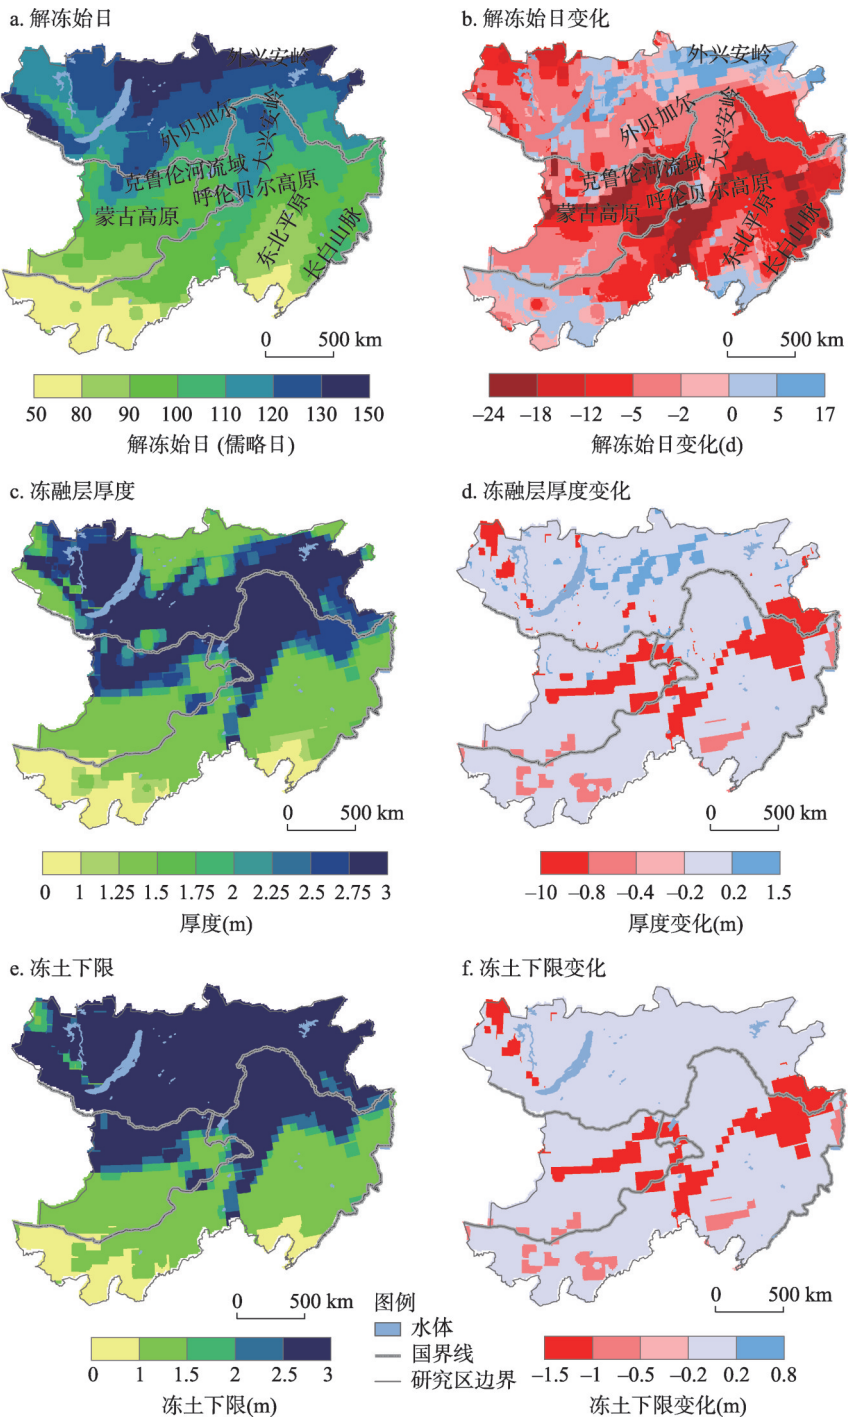 a. 解冻始日
外兴安岭
外贝加尔
大兴安岭
克鲁伦河流域
呼伦贝尔高原
蒙古高原
东北平原
长白山脉
0 500 km
50 80 90 100 110 120 130 150
解冻始日 (儒略日)
b. 解冻始日变化
外兴安岭
外贝加尔
大兴安岭
克鲁伦河流域
呼伦贝尔高原
蒙古高原
东北平原
长白山脉
0 500 km
−24 −18 −12 −5 −2 0 5 17
解冻始日变化(d)
c. 冻融层厚度
0 500 km
0 1 1.25 1.5 1.75 2 2.25 2.5 2.75 3
厚度(m)
d. 冻融层厚度变化
0 500 km
−10 −0.8 −0.4 −0.2 0.2 1.5
厚度变化(m)
e. 冻土下限
0 500 km
0 1 1.5 2 2.5 3
冻土下限(m)
图例
水体
国界线
研究区边界
f. 冻土下限变化
0 500 km
−1.5 −1 −0.5 −0.2 0.2 0.8
冻土下限变化(m)